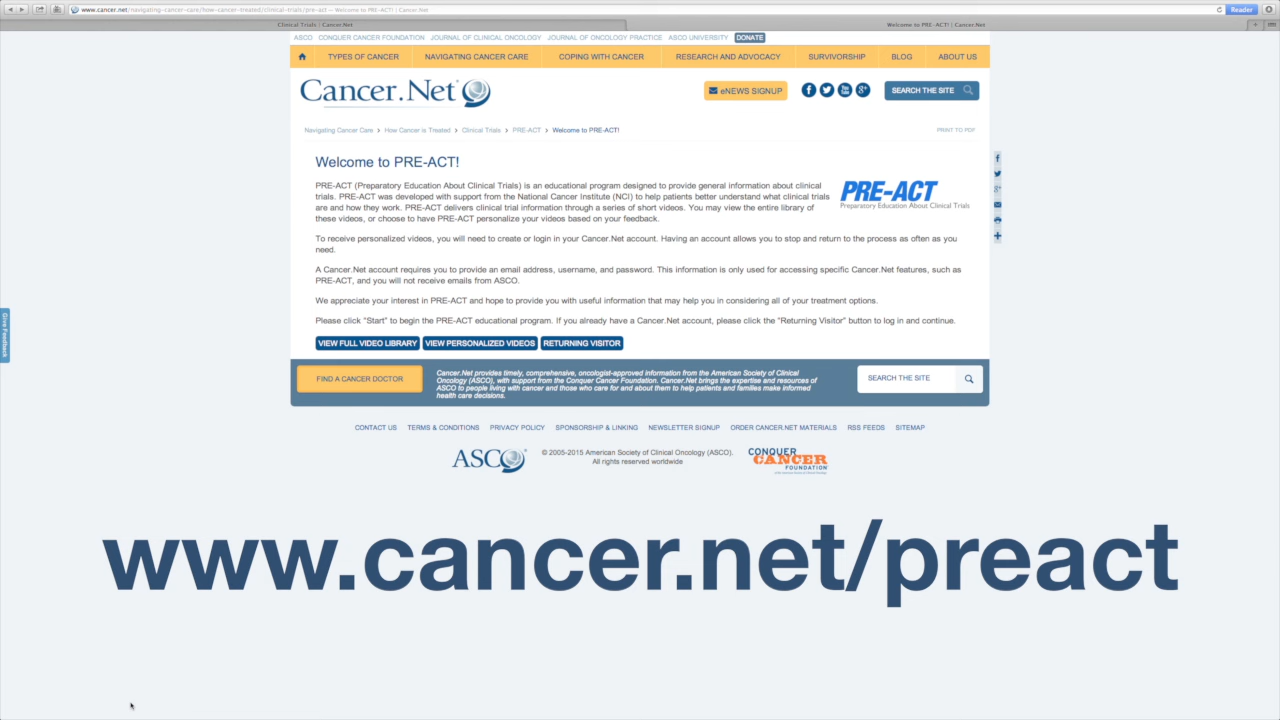 www.cancer.net/navigating-cancer-care/how-cancer-treated/clinical-trials/pre-act — Welcome to PRE-ACT! | Cancer.Net
Reader
Clinical Trials | Cancer.Net
Welcome to PRE-ACT! | Cancer.Net
ASCO CONQUER CANCER FOUNDATION JOURNAL OF CLINICAL ONCOLOGY JOURNAL OF ONCOLOGY PRACTICE ASCO UNIVERSITY DONATE
TYPES OF CANCER NAVIGATING CANCER CARE COPING WITH CANCER RESEARCH AND ADVOCACY SURVIVORSHIP BLOG ABOUT US
Cancer.Net
eNEWS SIGNUP
SEARCH THE SITE
Navigating Cancer Care > How Cancer is Treated > Clinical Trials > PRE-ACT > Welcome to PRE-ACT!
PRINT TO PDF
Welcome to PRE-ACT!
PRE-ACT (Preparatory Education About Clinical Trials) is an educational program designed to provide general information about clinical
trials. PRE-ACT was developed with support from the National Cancer Institute (NCI) to help patients better understand what clinical trials
are and how they work. PRE-ACT delivers clinical trial information through a series of short videos. You may view the entire library of
these videos, or choose to have PRE-ACT personalize your videos based on your feedback.
PRE-ACT
Preparatory Education About Clinical Trials
To receive personalized videos, you will need to create or login in your Cancer.Net account. Having an account allows you to stop and return to the process as often as you
need.
A Cancer.Net account requires you to provide an email address, username, and password. This information is only used for accessing specific Cancer.Net features, such as
PRE-ACT, and you will not receive emails from ASCO.
We appreciate your interest in PRE-ACT and hope to provide you with useful information that may help you in considering all of your treatment options.
Please click "Start" to begin the PRE-ACT educational program. If you already have a Cancer.Net account, please click the "Returning Visitor" button to log in and continue.
VIEW FULL VIDEO LIBRARY VIEW PERSONALIZED VIDEOS RETURNING VISITOR
Give Feedback
FIND A CANCER DOCTOR
Cancer.Net provides timely, comprehensive, oncologist-approved information from the American Society of Clinical
Oncology (ASCO), with support from the Conquer Cancer Foundation. Cancer.Net brings the expertise and resources of
ASCO to people living with cancer and those who care for and about them to help patients and families make informed
health care decisions.
SEARCH THE SITE
CONTACT US TERMS & CONDITIONS PRIVACY POLICY SPONSORSHIP & LINKING NEWSLETTER SIGNUP ORDER CANCER.NET MATERIALS RSS FEEDS SITEMAP
ASCO
© 2005-2015 American Society of Clinical Oncology (ASCO).
All rights reserved worldwide
CONQUER
CANCER
FOUNDATION
www.cancer.net/preact